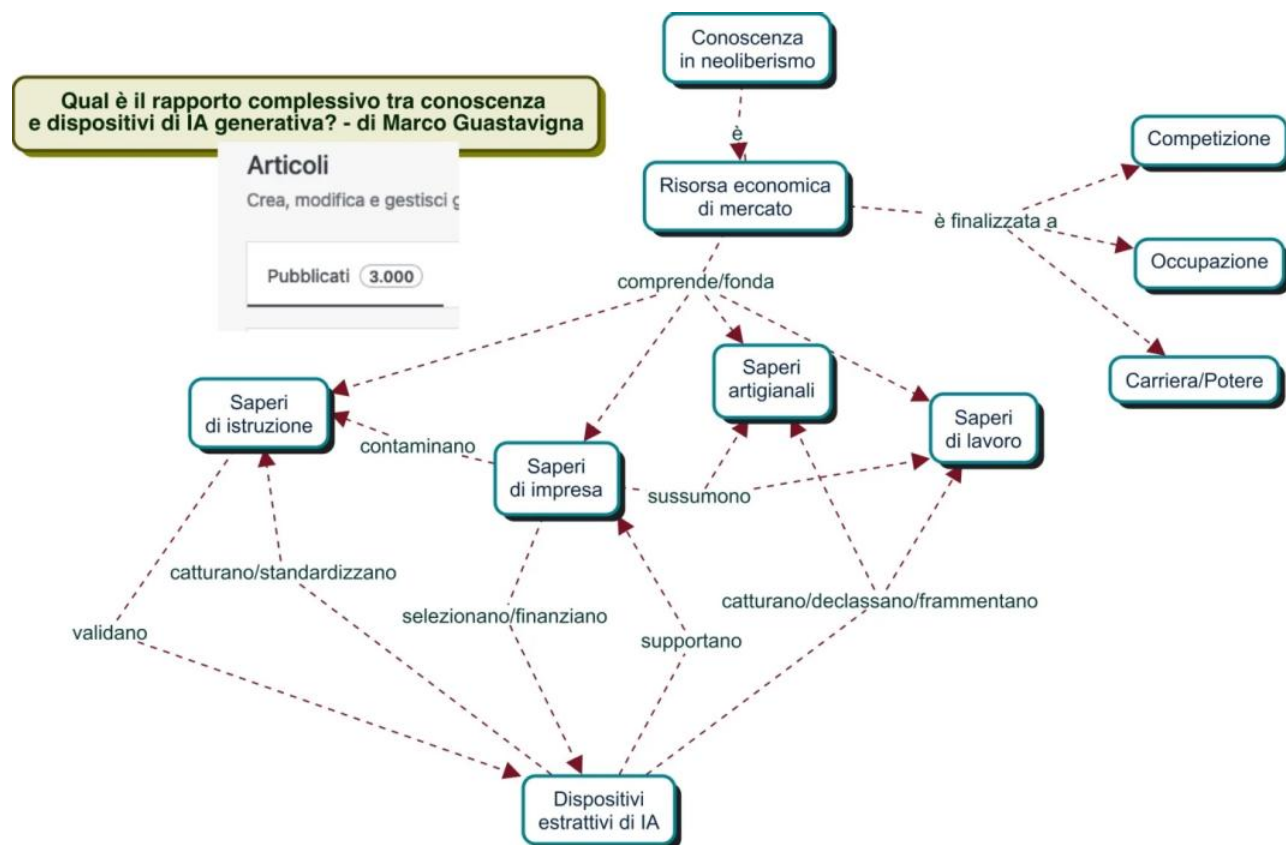 Conoscenza
in neoliberismo
Qual è il rapporto complessivo tra conoscenza
e dispositivi di IA generativa? - di Marco Guastavigna
Articoli
Crea, modifica e gestisci g
Pubblicati 3.000
è
Risorsa economica
di mercato
è finalizzata a
Competizione
Occupazione
Carriera/Potere
comprende/fonda
Saperi
di istruzione
contaminano
Saperi
di impresa
Saperi
artigianali
Saperi
di lavoro
sussumono
catturano/standardizzano
selezionano/finanziano
catturano/declassano/frammentano
validano
supportano
Dispositivi
estrattivi di IA